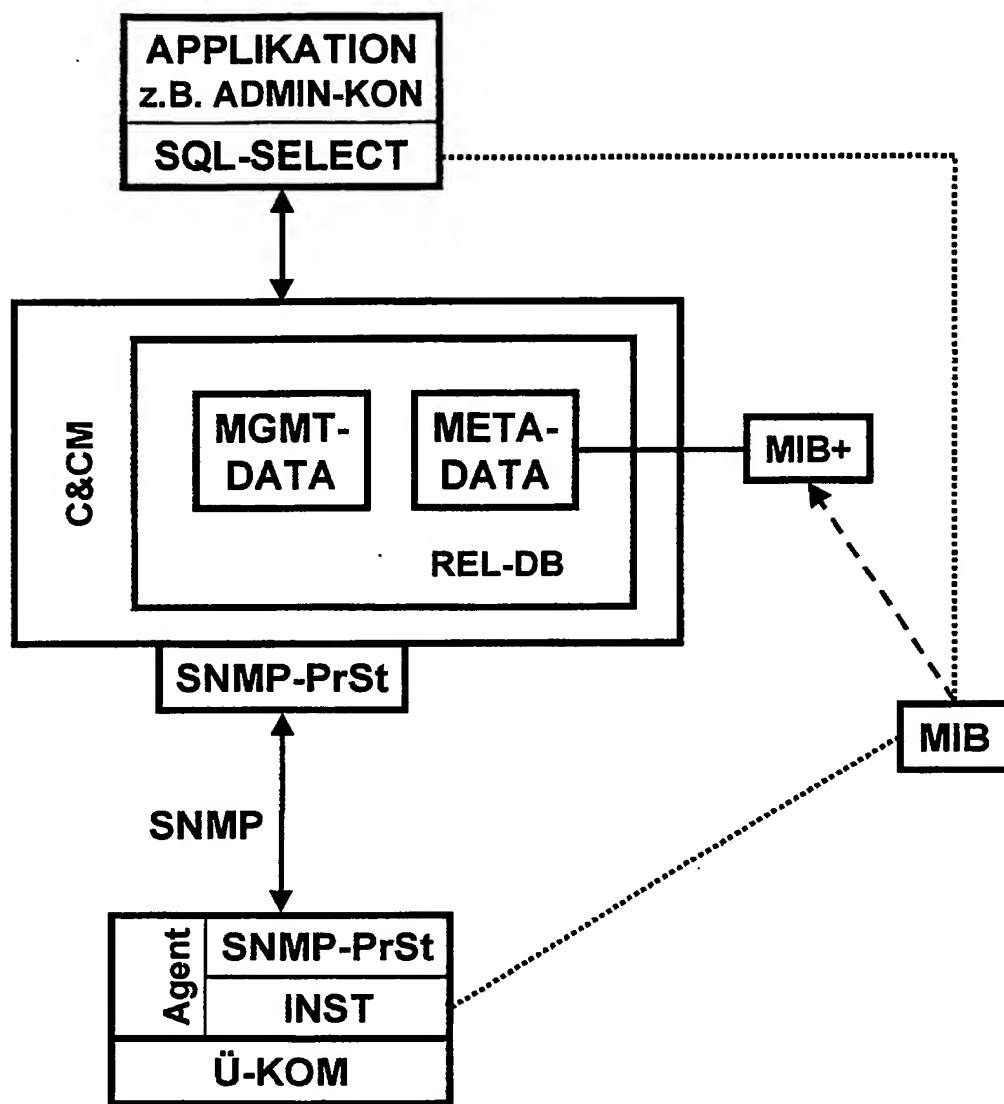 APPLIKATION
z.B. ADMIN-KON
SQL-SELECT
C&CM
MGMT-
DATA
META-
DATA
REL-DB
MIB+
SNMP-PrSt
MIB
SNMP
Agent
SNMP-PrSt
INST
Ü-KOM